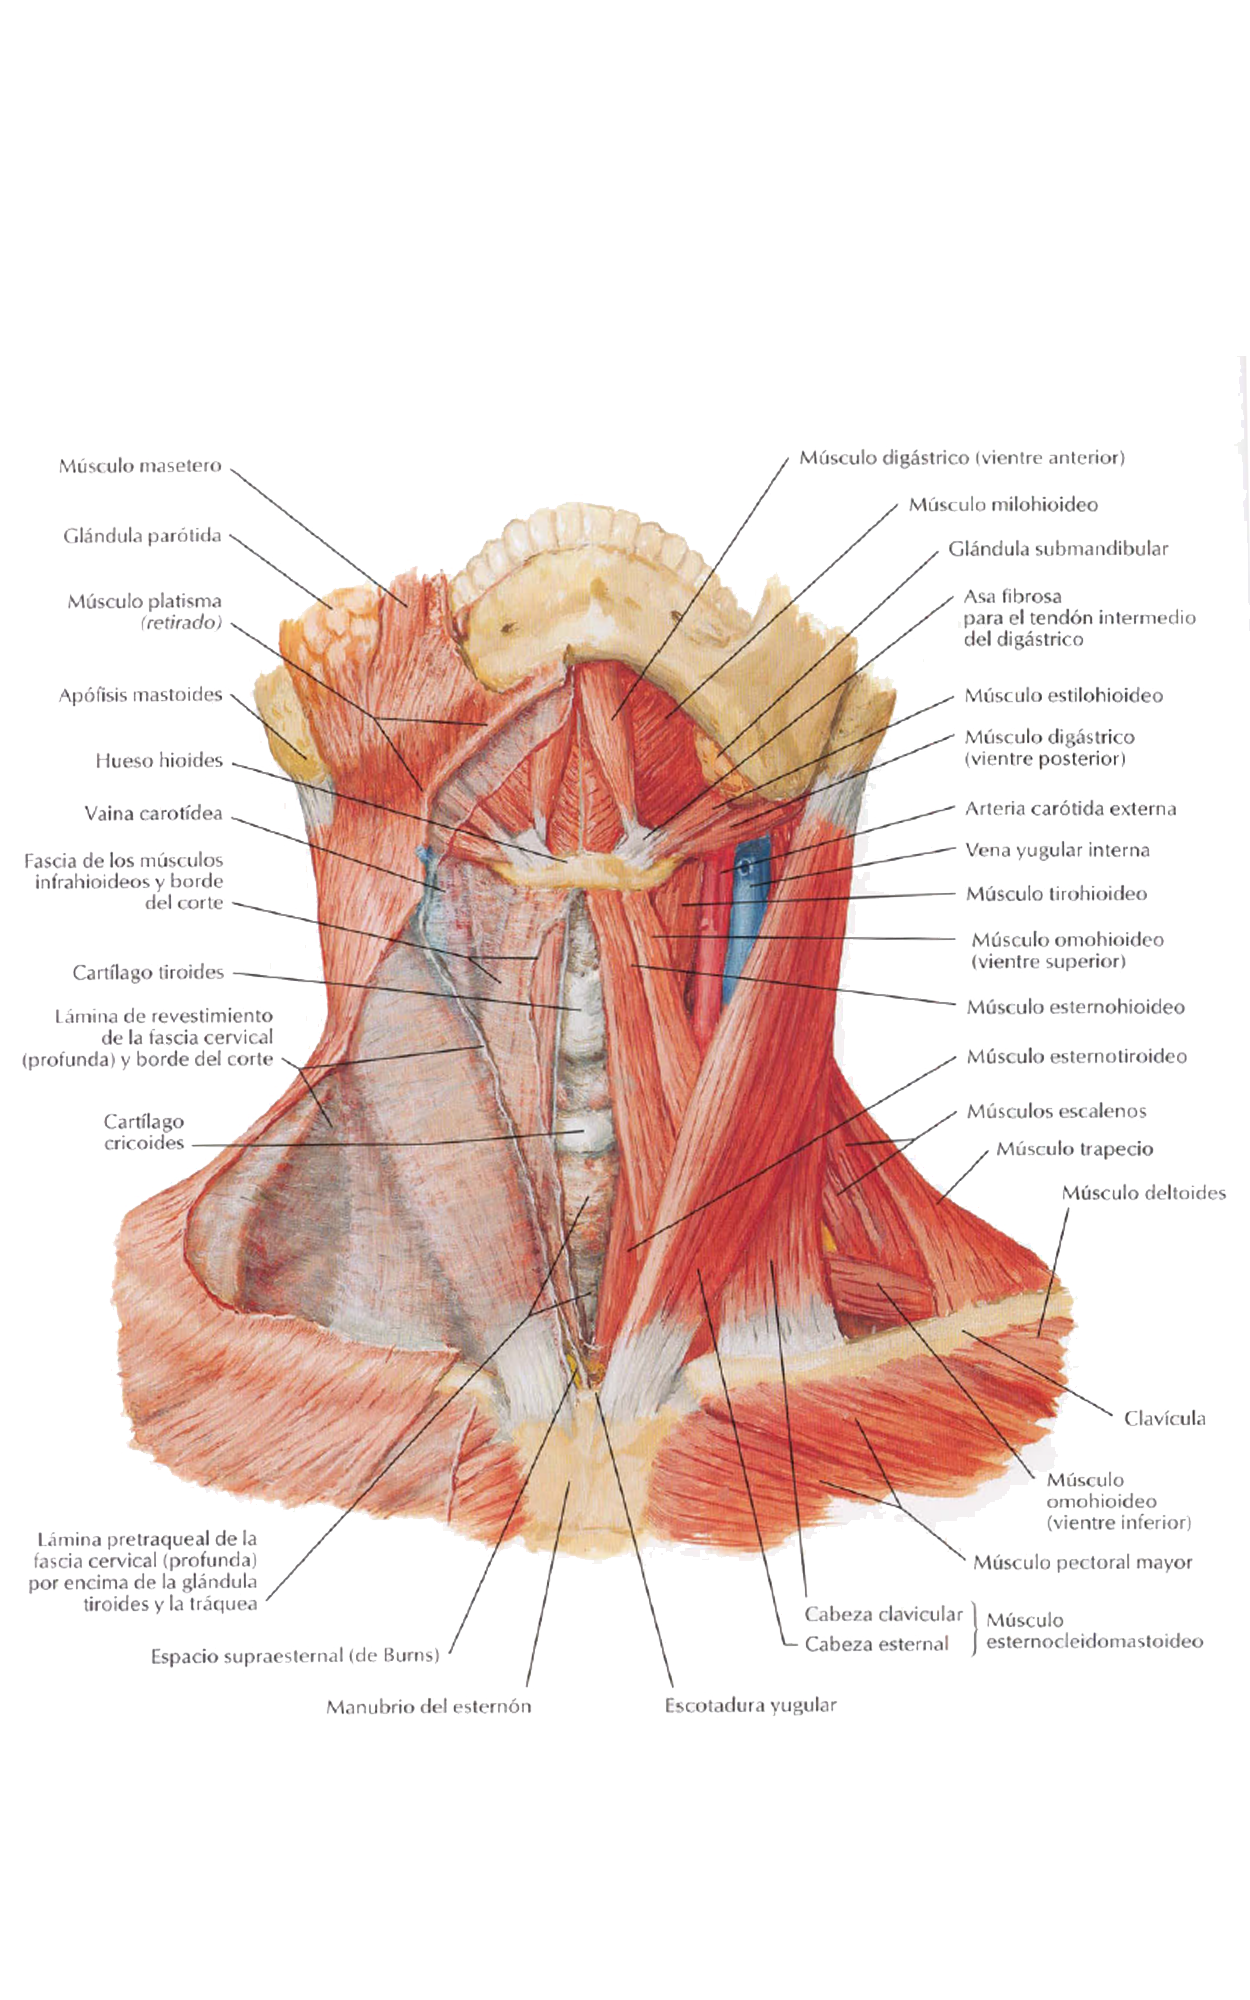 Músculo masetero
Glándula parótida
Músculo platisma
(retirado)
Apófisis mastoides
Hueso hioides
Vaina carotídea
Fascia de los músculos
infrahioideos y borde
del corte
Cartílago tiroides
Lámina de revestimiento
de la fascia cervical
(profunda) y borde del corte
Cartílago
cricoides
Lámina pretraqueal de la
fascia cervical (profunda)
por encima de la glándula
tiroides y la tráquea
Espacio supraesternal (de Burns)
Manubrio del esternón
Escotadura yugular
Músculo digástrico (vientre anterior)
Músculo milohioideo
Glándula submandibular
Asa fibrosa
para el tendón intermedio
del digástrico
Músculo estilohioideo
Músculo digástrico
(vientre posterior)
Arteria carótida externa
Vena yugular interna
Músculo tirohioideo
Músculo omohioideo
(vientre superior)
Músculo esternohioideo
Músculo esternotiroideo
Músculos escalenos
Músculo trapecio
Músculo deltoides
Clavícula
Músculo
omohioideo
(vientre inferior)
Músculo pectoral mayor
Cabeza clavicular
Cabeza esternal
Músculo
esternocleidomastoideo